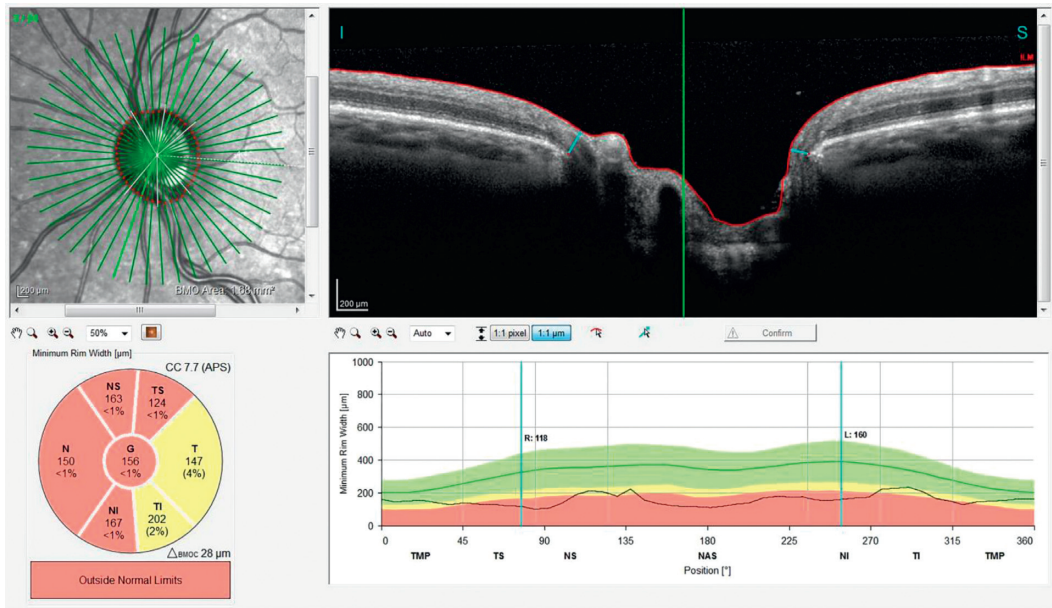 I
S
ILM
200 µm
BMO Area: 1.68 mm²
200 µm
50%
Auto
1:1 pixel
1:1 µm
Confirm
Minimum Rim Width [µm]
CC 7.7 (APS)
NS
163
<1%
TS
124
<1%
N
150
<1%
G
156
<1%
T
147
(4%)
NI
167
<1%
TI
202
(2%)
△BMOC 28 µm
Outside Normal Limits
Minimum Rim Width [µm]
1000
800
600
400
200
0
R: 118
L: 160
0 45 90 135 180 225 270 315 360
TMP TS NS NAS NI TI TMP
Position [°]